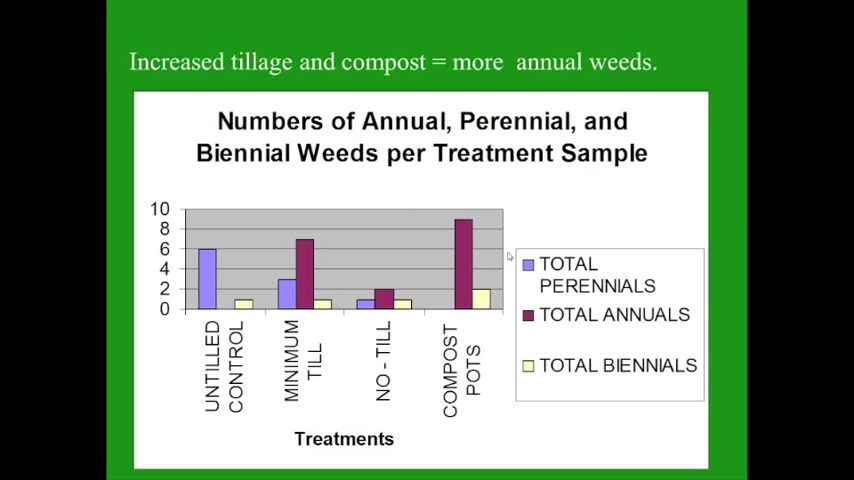 Increased tillage and compost = more annual weeds.
Numbers of Annual, Perennial, and
Biennial Weeds per Treatment Sample
10
8
6
4
2
0
UNTILLED
CONTROL
MINIMUM
TILL
NO - TILL
COMPOST
POTS
Treatments
TOTAL
PERENNIALS
TOTAL ANNUALS
TOTAL BIENNIALS